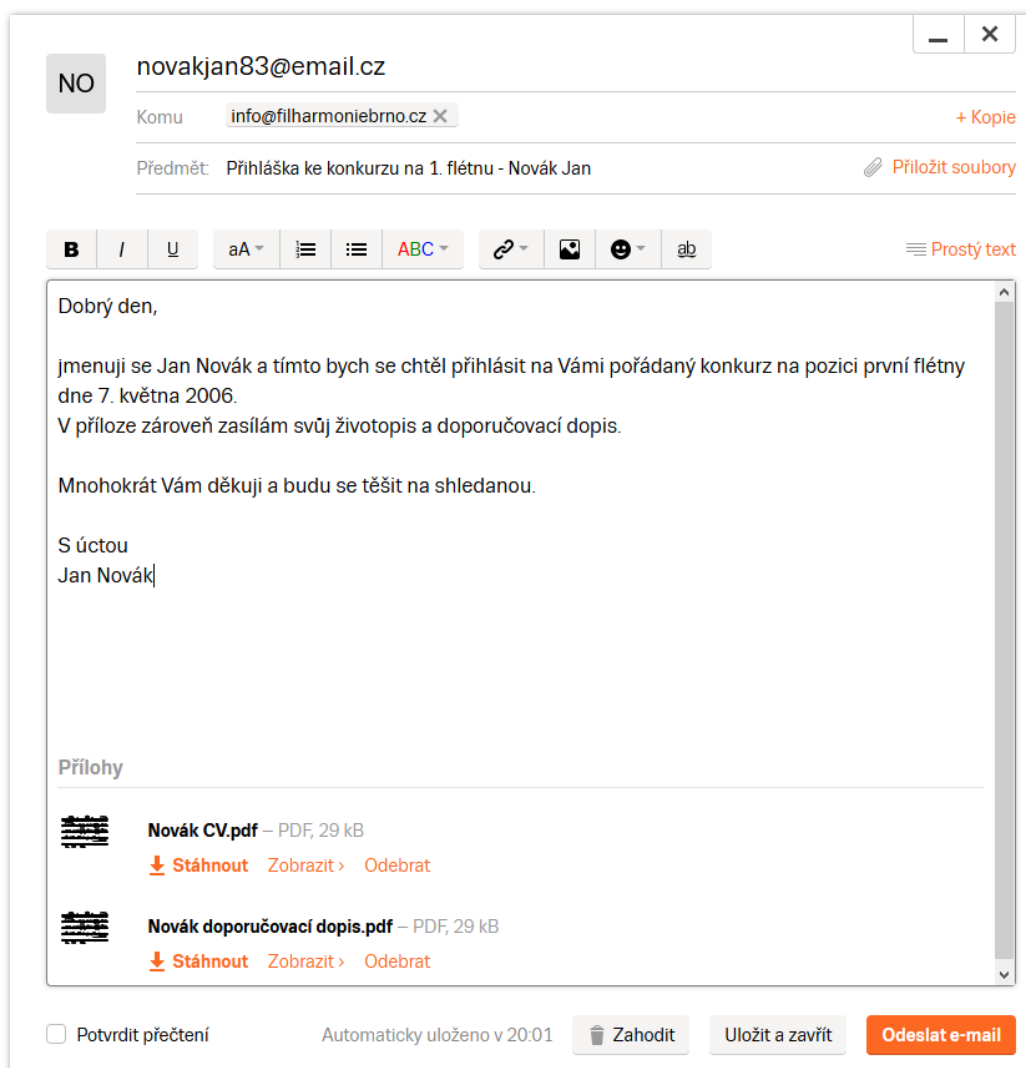 NO
novakjan83@email.cz
Komu info@filharmoniebrno.cz + Kopie
Předmět: Přihláška ke konkurzu na 1. flétnu - Novák Jan Přiložit soubory
B I U aA ABC ab Prostý text
Dobrý den,
jmenuji se Jan Novák a tímto bych se chtěl přihlásit na Vámi pořádaný konkurz na pozici první flétny
dne 7. května 2006.
V příloze zároveň zasílám svůj životopis a doporučovací dopis.
Mnohokrát Vám děkuji a budu se těšit na shledanou.
S úctou
Jan Novák
Přílohy
Novák CV.pdf – PDF, 29 kB
Stáhnout Zobrazit › Odebrat
Novák doporučovací dopis.pdf – PDF, 29 kB
Stáhnout Zobrazit › Odebrat
Potvrdit přečtení Automaticky uloženo v 20:01 Zahodit Uložit a zavřít Odeslat e-mail